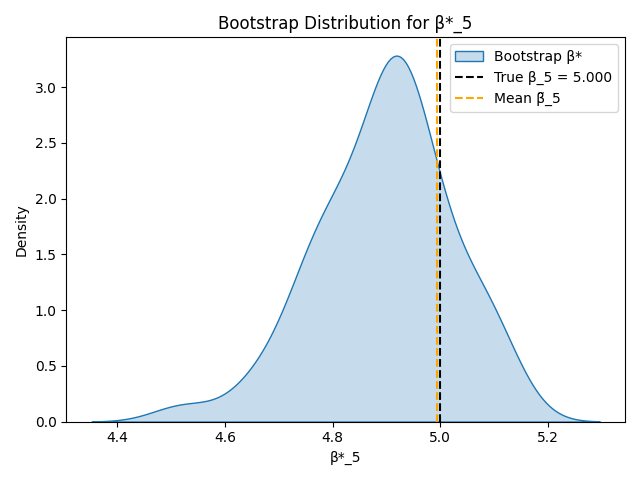 Bootstrap Distribution for β*_5
Bootstrap β*
True β_5 = 5.000
Mean β̂_5
Density
3.0
2.5
2.0
1.5
1.0
0.5
0.0
4.4 4.6 4.8 5.0 5.2
β*_5